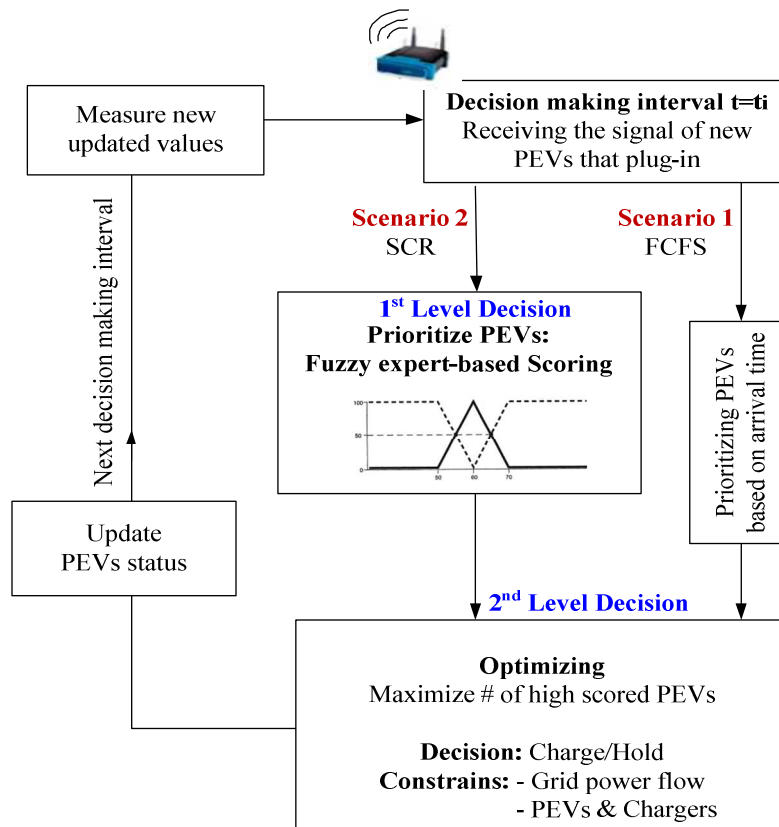 Measure new
updated values
Decision making interval t=ti
Receiving the signal of new
PEVs that plug-in
Scenario 2
SCR
Scenario 1
FCFS
1st Level Decision
Prioritize PEVs:
Fuzzy expert-based Scoring
100
50
0
50
60
70
Prioritizing PEVs
based on arrival time
Next decision making interval
Update
PEVs status
2nd Level Decision
Optimizing
Maximize # of high scored PEVs
Decision: Charge/Hold
Constrains: - Grid power flow
- PEVs & Chargers